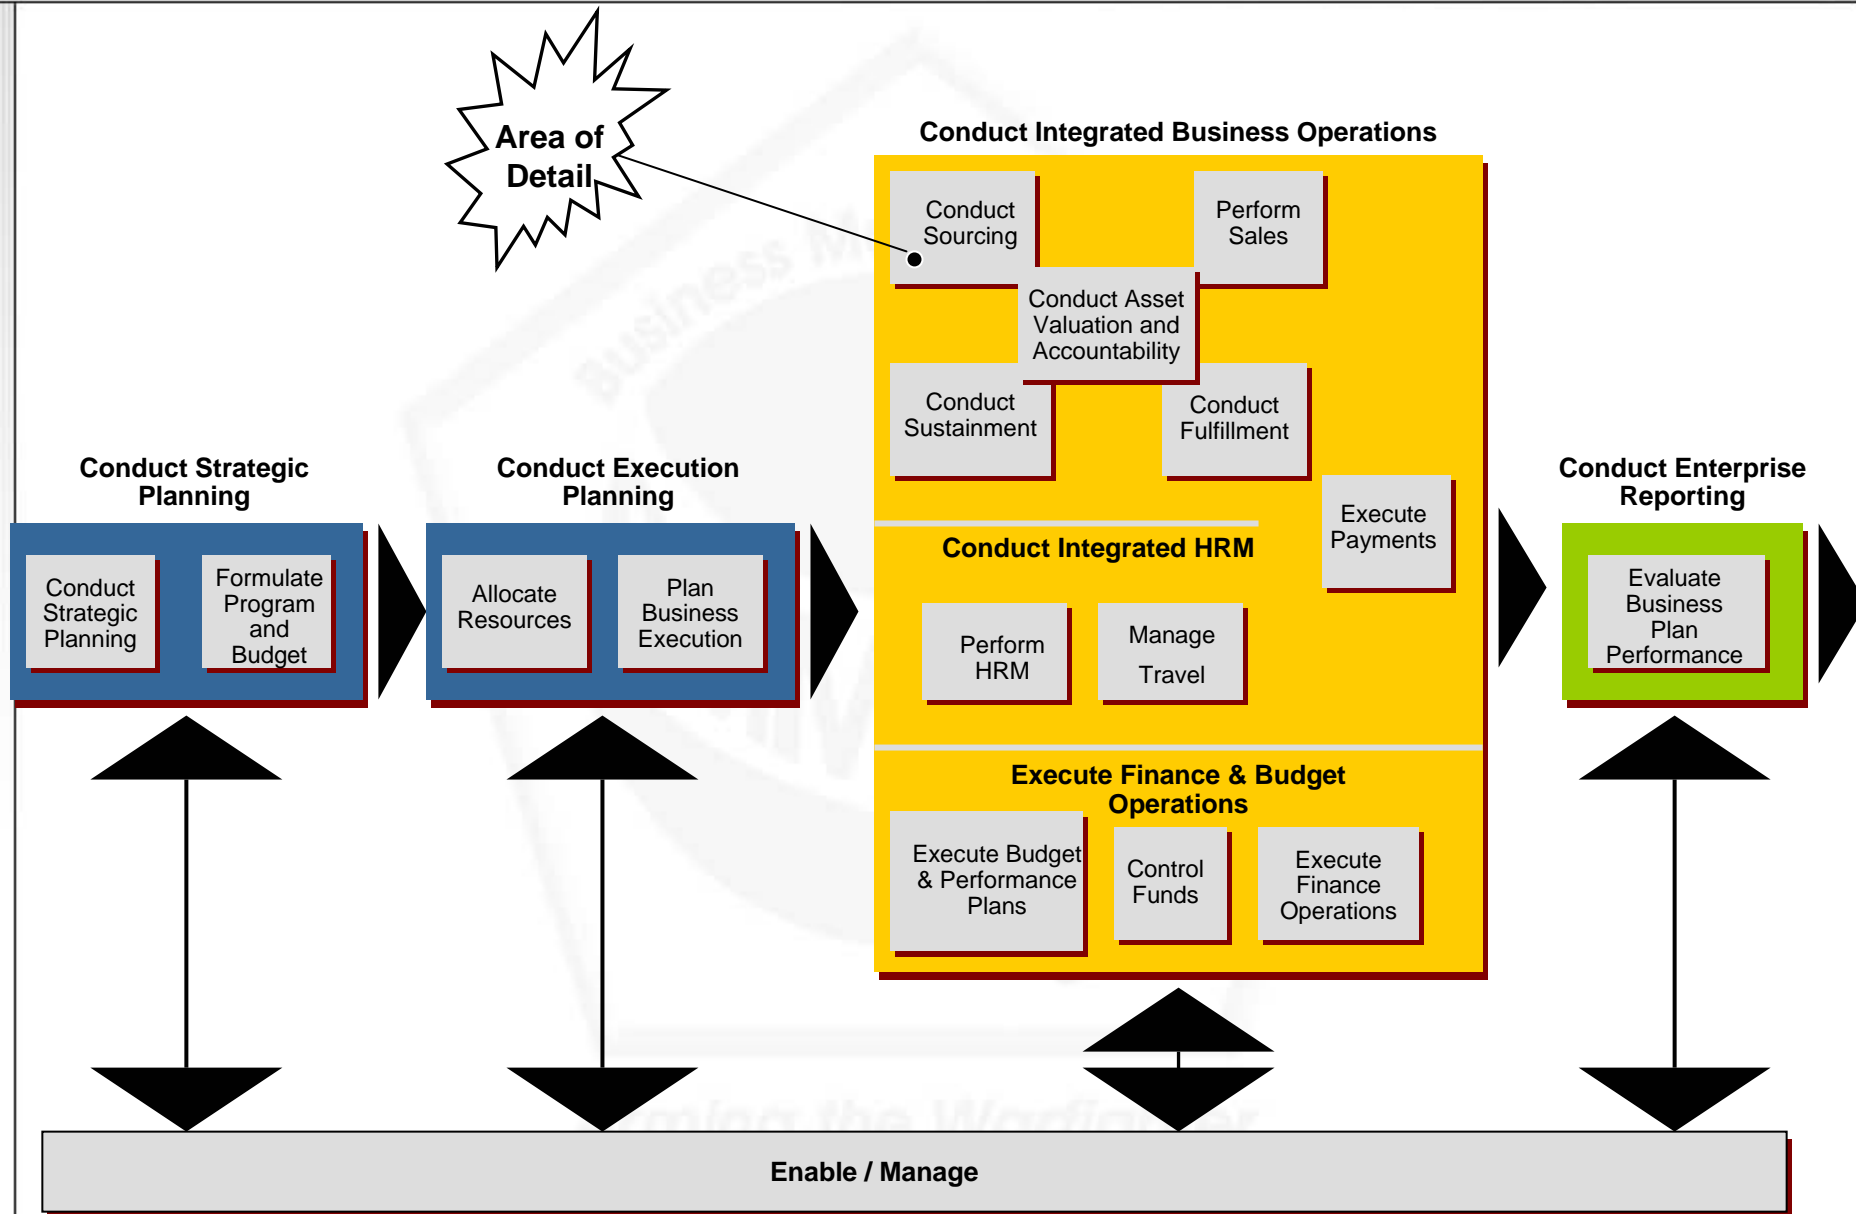 Area of
Detail
Conduct Integrated Business Operations
Conduct
Sourcing
Perform
Sales
Conduct Asset
Valuation and
Accountability
Conduct
Sustainment
Conduct
Fulfillment
Execute
Payments
Conduct Strategic
Planning
Conduct
Strategic
Planning
Formulate
Program
and
Budget
Conduct Execution
Planning
Allocate
Resources
Plan
Business
Execution
Conduct Integrated HRM
Perform
HRM
Manage
Travel
Execute Finance & Budget
Operations
Execute Budget
& Performance
Plans
Control
Funds
Execute
Finance
Operations
Conduct Enterprise
Reporting
Evaluate
Business
Plan
Performance
Business
the Warfighter
Enable / Manage